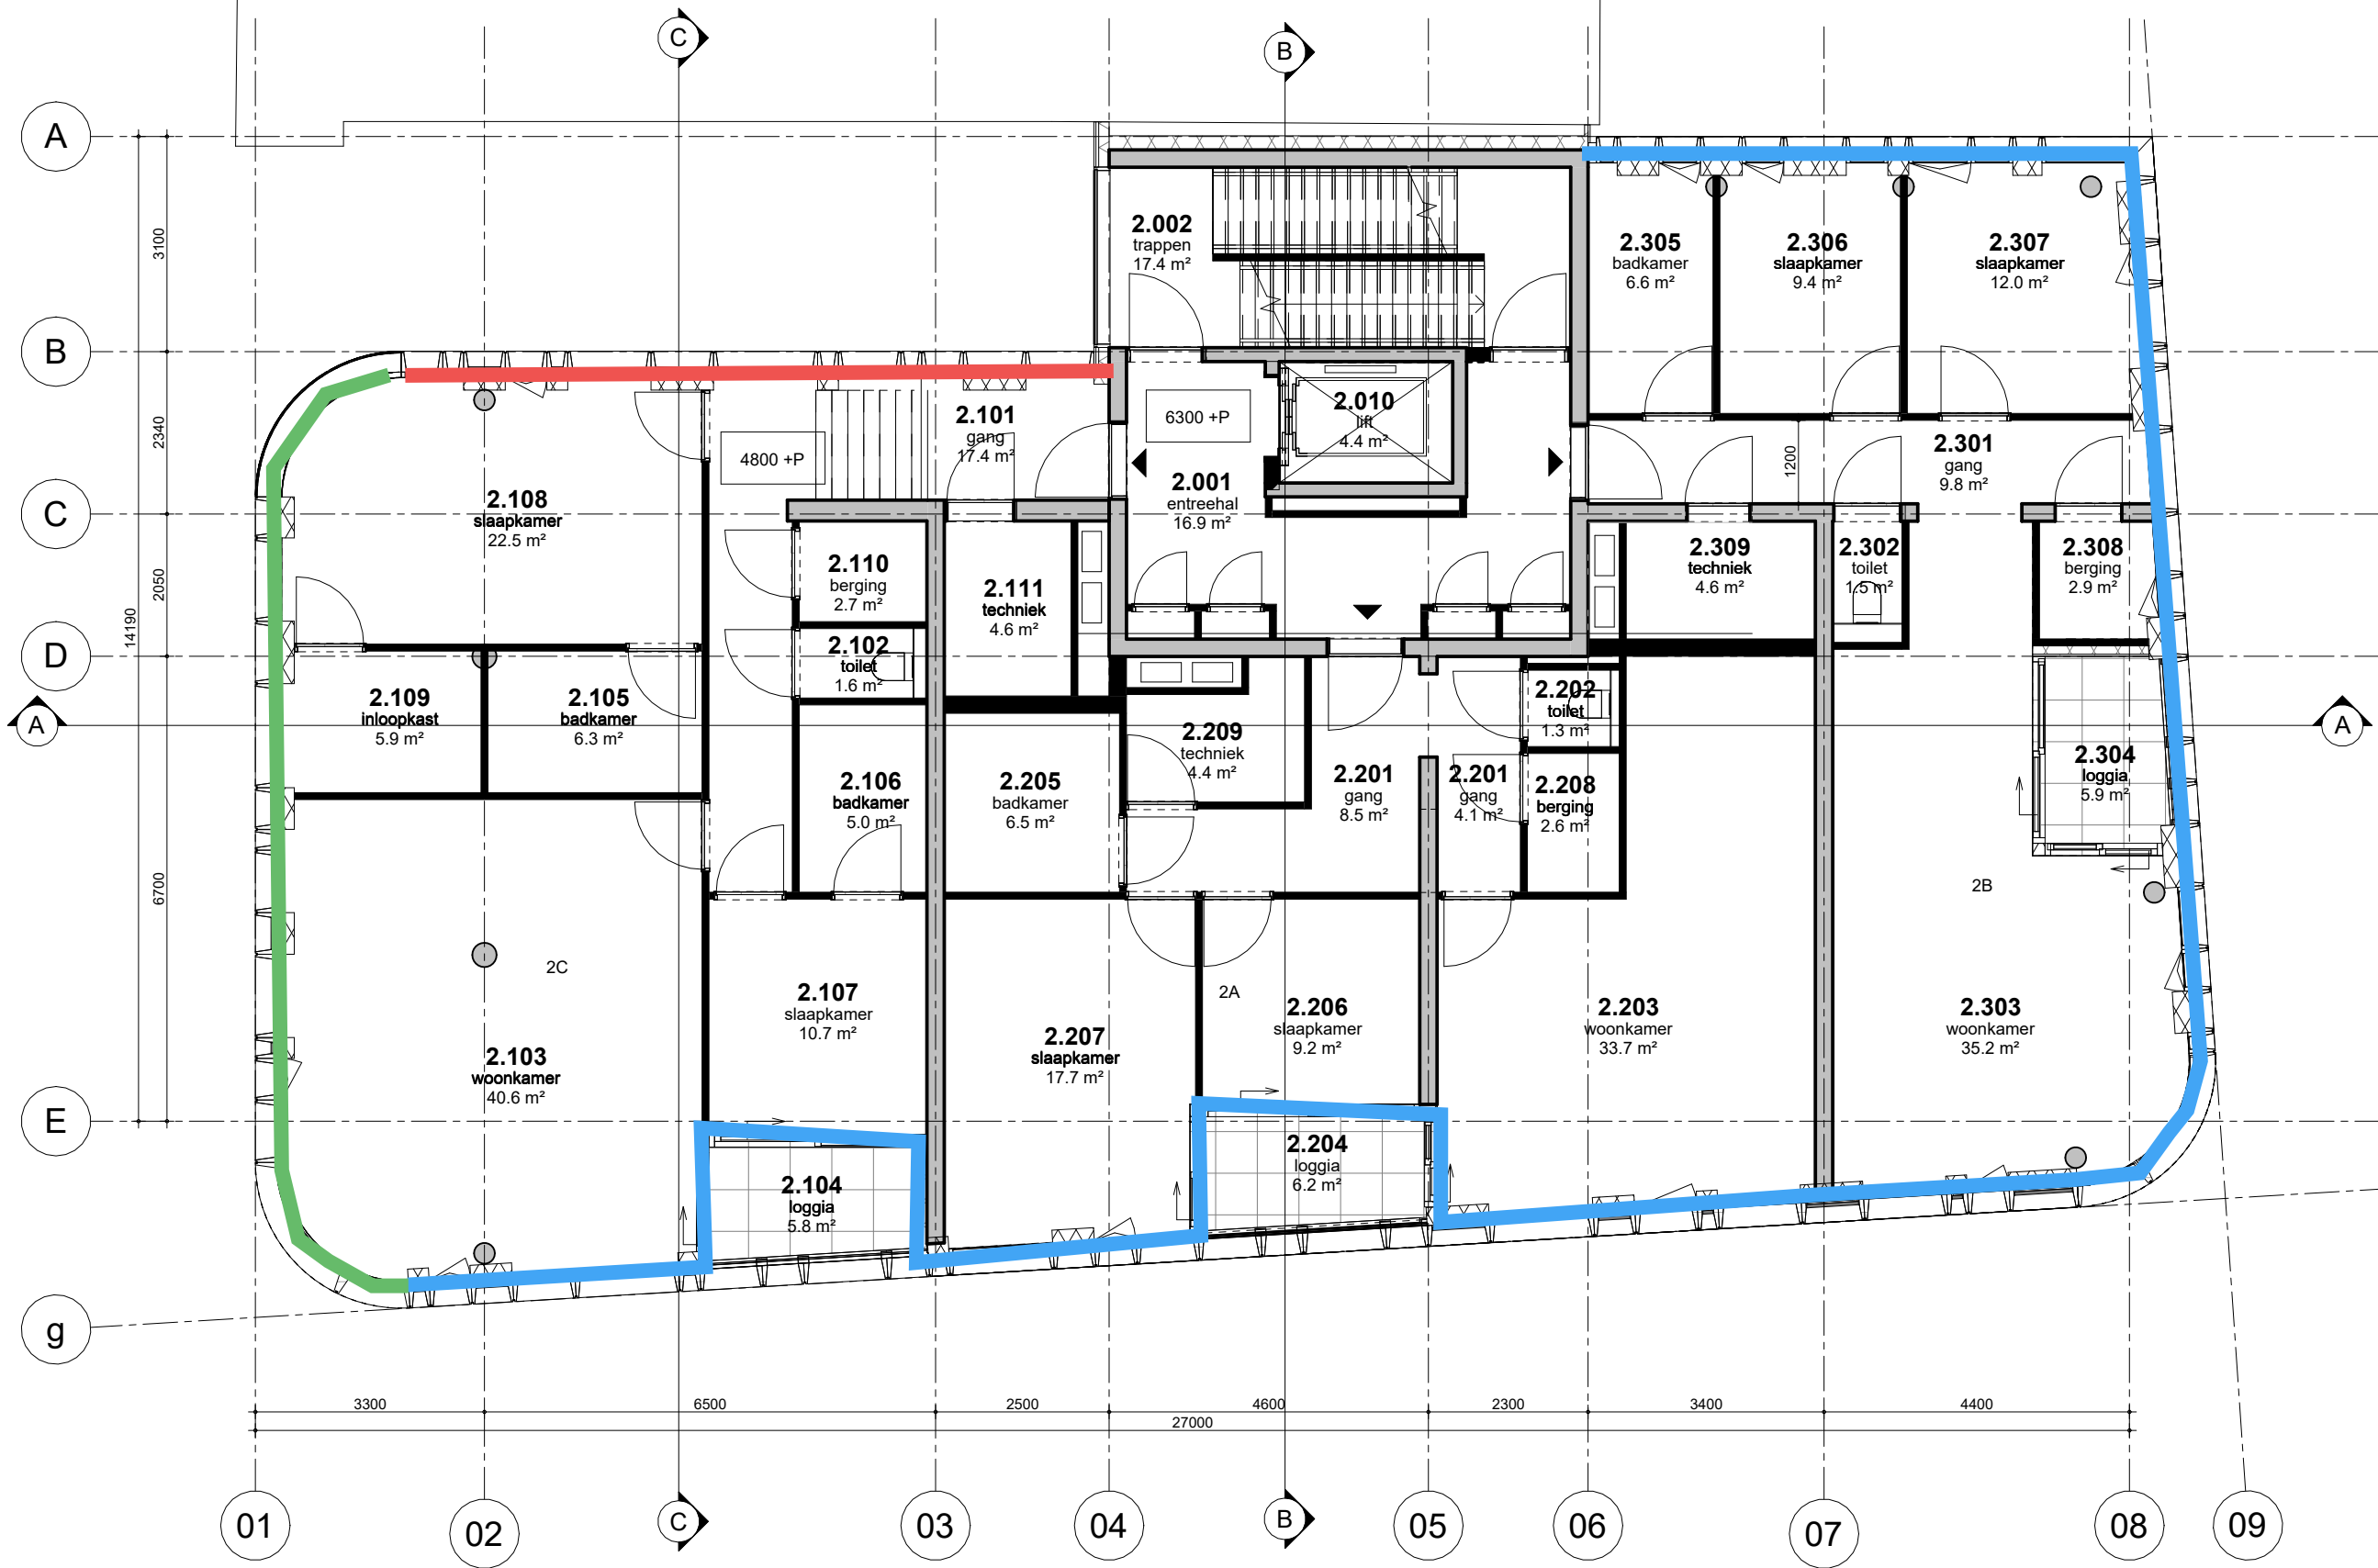 C
B
A
B
C
D
E
g
A
A
3100
2340
2050
6700
14190
2.002
trappen
17.4 m²
2.305
badkamer
6.6 m²
2.306
slaapkamer
9.4 m²
2.307
slaapkamer
12.0 m²
2.101
gang
17.4 m²
6300 +P
2.010
lift
4.4 m²
4800 +P
2.001
entreehal
16.9 m²
2.301
gang
9.8 m²
1200
2.108
slaapkamer
22.5 m²
2.110
berging
2.7 m²
2.111
techniek
4.6 m²
2.309
techniek
4.6 m²
2.302
toilet
1.5 m²
2.308
berging
2.9 m²
2.102
toilet
1.6 m²
2.109
inloopkast
5.9 m²
2.105
badkamer
6.3 m²
2.209
techniek
4.4 m²
2.202
toilet
1.3 m²
2.304
loggia
5.9 m²
2.106
badkamer
5.0 m²
2.205
badkamer
6.5 m²
2.201
gang
8.5 m²
2.201
gang
4.1 m²
2.208
berging
2.6 m²
2B
2C
2A
2.107
slaapkamer
10.7 m²
2.103
woonkamer
40.6 m²
2.207
slaapkamer
17.7 m²
2.206
slaapkamer
9.2 m²
2.203
woonkamer
33.7 m²
2.303
woonkamer
35.2 m²
2.104
loggia
5.8 m²
2.204
loggia
6.2 m²
3300
6500
2500
4600
2300
3400
4400
27000
01
02
C
03
04
B
05
06
07
08
09